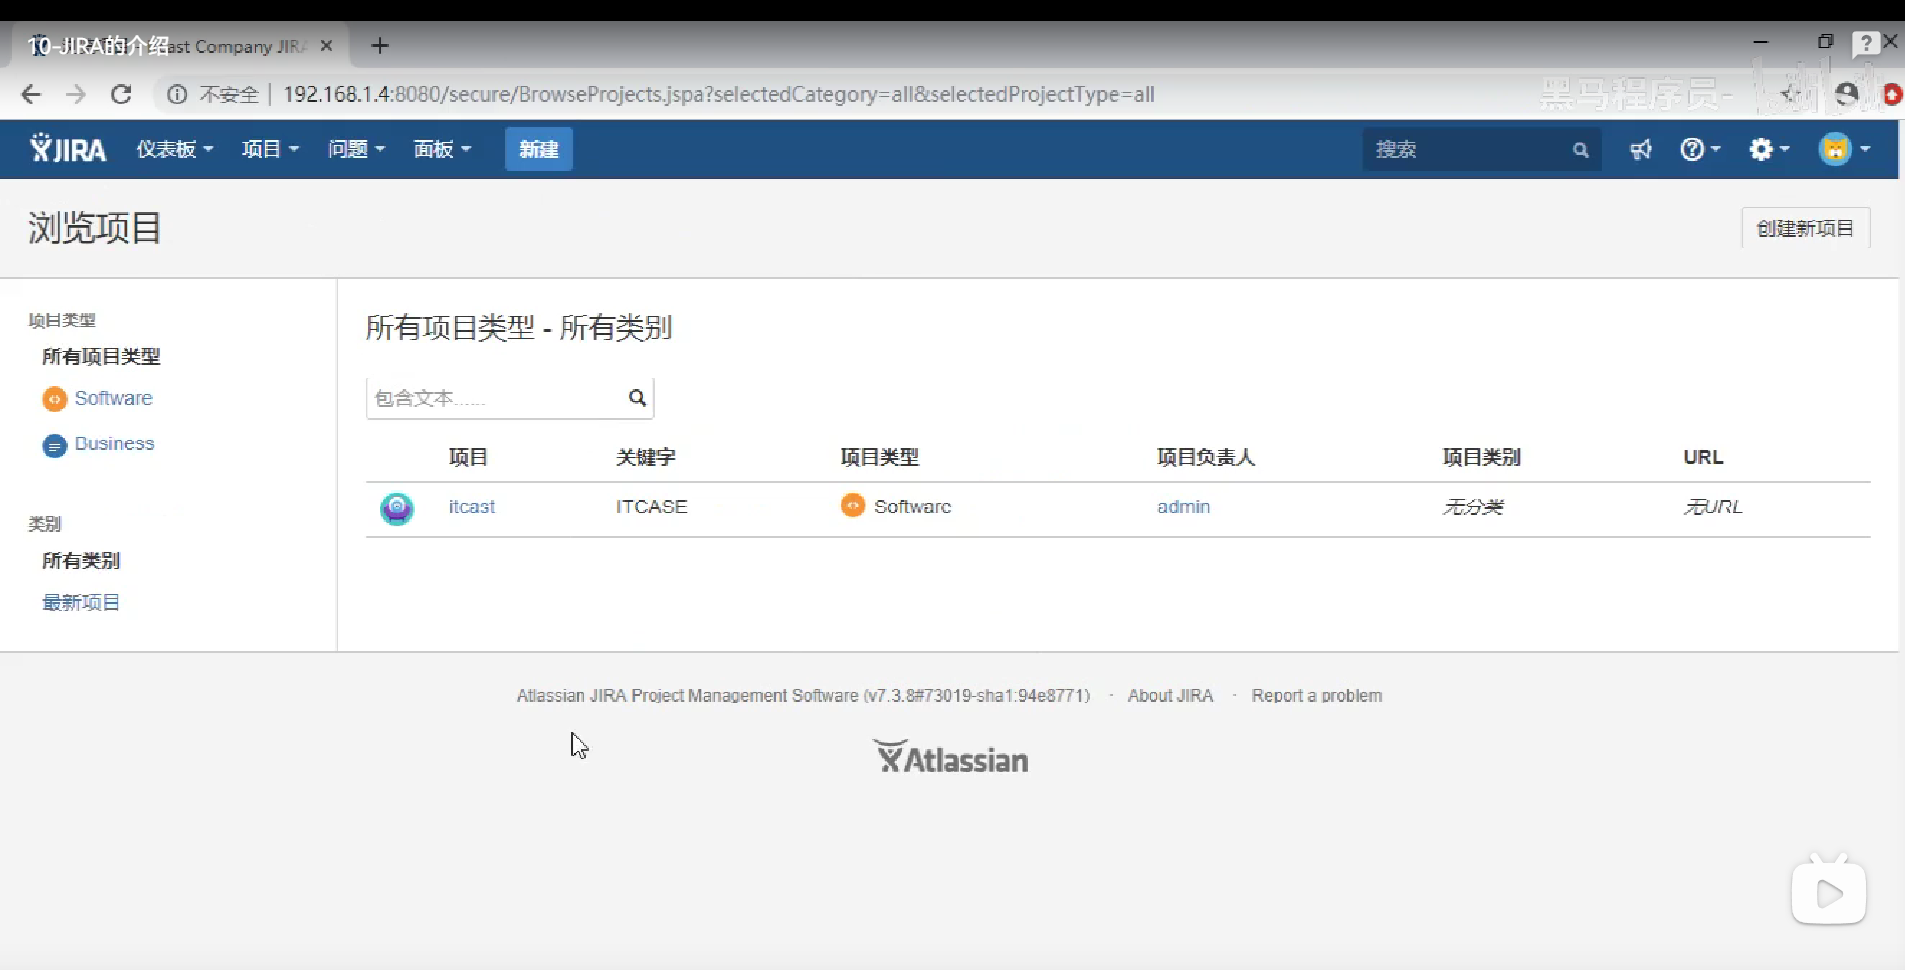 10-JIRA的介绍
ast Company JIRA
不安全 | 192.168.1.4:8080/secure/BrowseProjects.jspa?selectedCategory=all&selectedProjectType=all
黑马程序员-
JIRA 仪表板 项目 问题 面板 新建 搜索
浏览项目
创建新项目
项目类型
所有项目类型
Software
Business
类别
所有类别
最新项目
所有项目类型 - 所有类别
包含文本......
项目 关键字 项目类型 项目负责人 项目类别 URL
itcast ITCASE Software admin 无分类 无URL
Atlassian JIRA Project Management Software (v7.3.8#73019-sha1:94e8771) · About JIRA · Report a problem
Atlassian